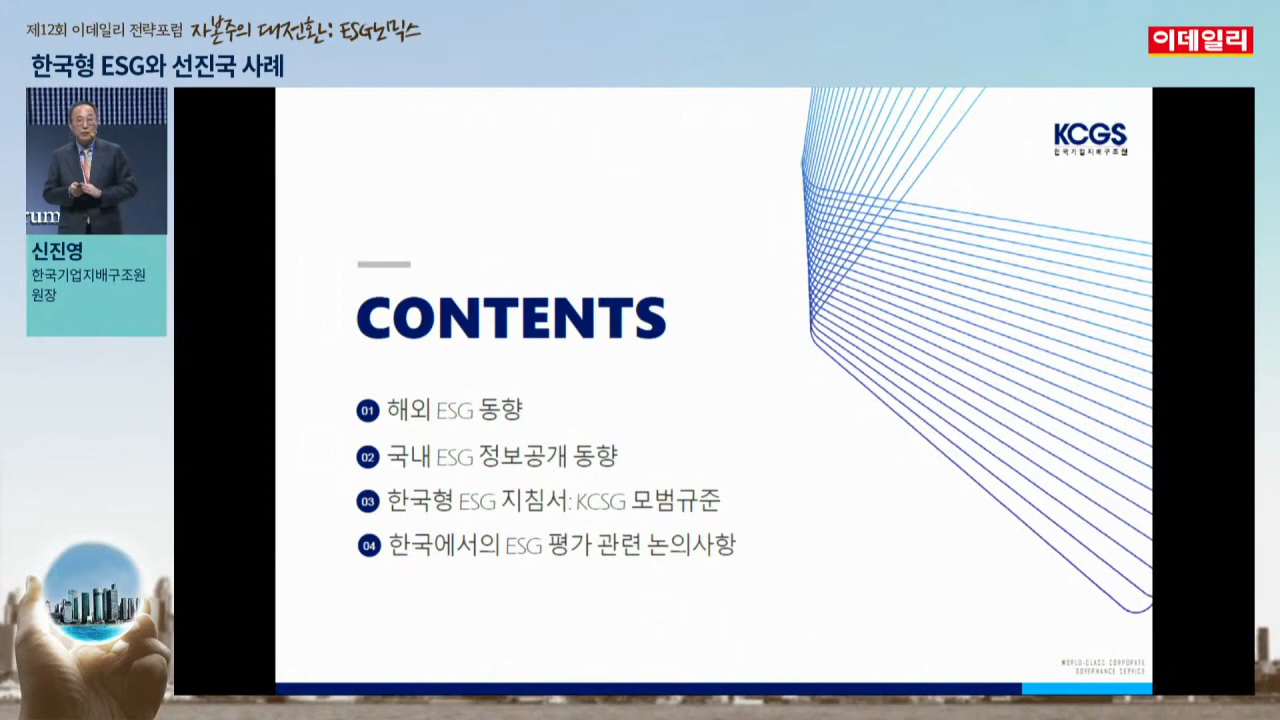 제12회 이데일리 전략포럼 자본주의 대전환: ESG노믹스
한국형 ESG와 선진국 사례
이데일리
rum
신진영
한국기업지배구조원
원장
KCGS
한국기업지배구조원
CONTENTS
01 해외 ESG 동향
02 국내 ESG 정보공개 동향
03 한국형 ESG 지침서: KCSG 모범규준
04 한국에서의 ESG 평가 관련 논의사항
WORLD-CLASS CORPORATE
GOVERNANCE SERVICE